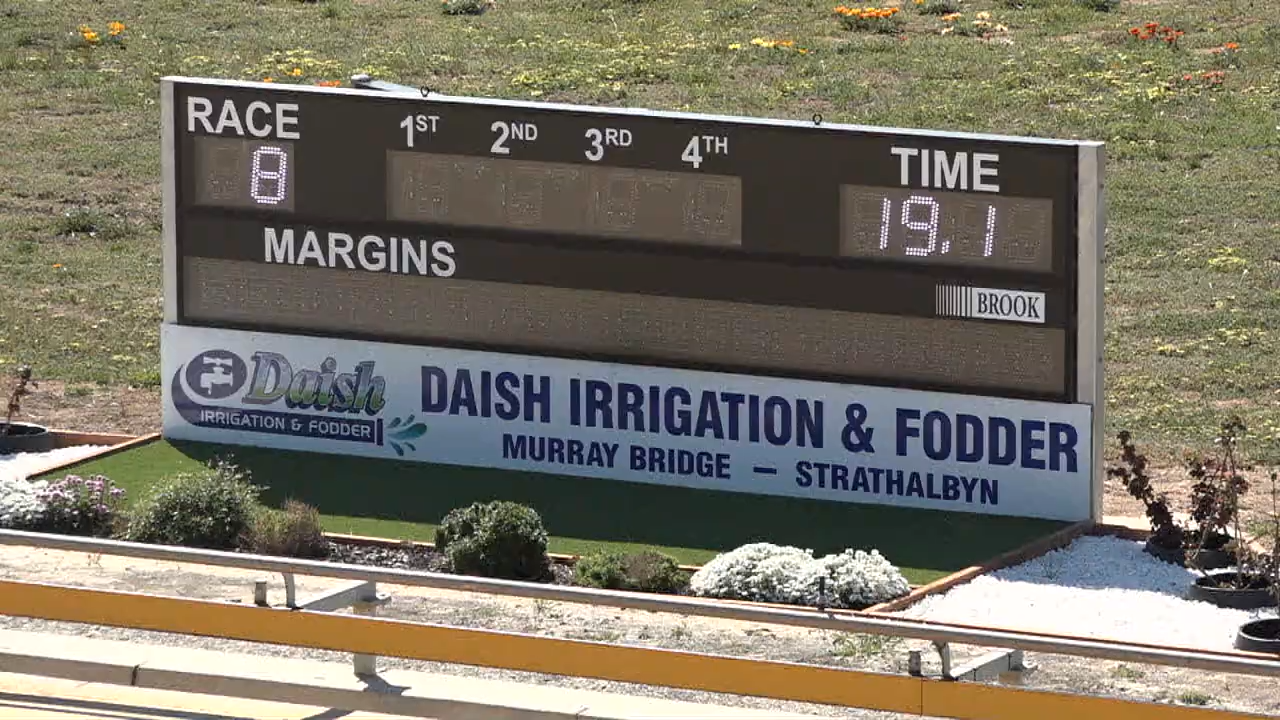 RACE 1ST 2ND 3RD 4TH TIME
8 19.1
MARGINS
BROOK
Daish
IRRIGATION & FODDER
DAISH IRRIGATION & FODDER
MURRAY BRIDGE – STRATHALBYN